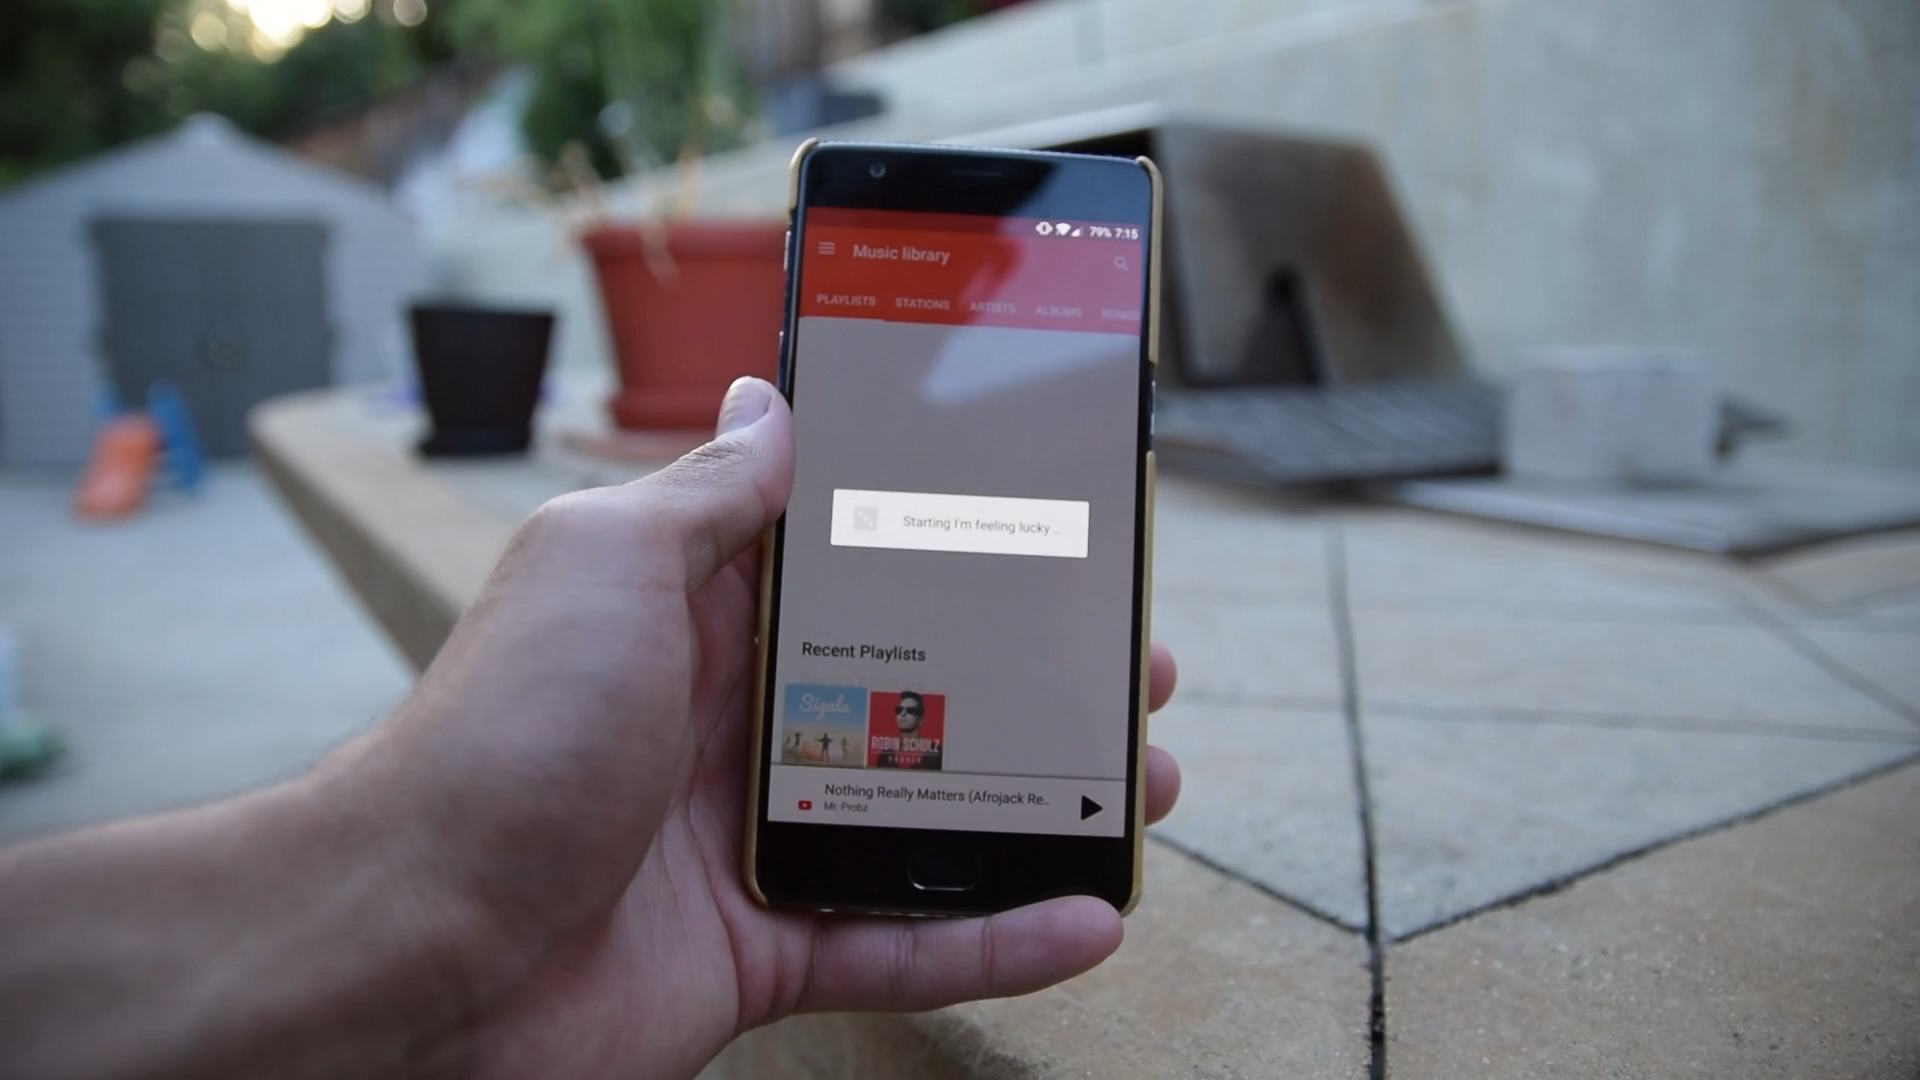 79% 7:15
Music library
PLAYLISTS STATIONS ARTISTS ALBUMS SONGS
Starting I'm feeling lucky ...
Recent Playlists
Sigala
ROBIN SCHULZ
Nothing Really Matters (Afrojack Re..
Mr. Probz